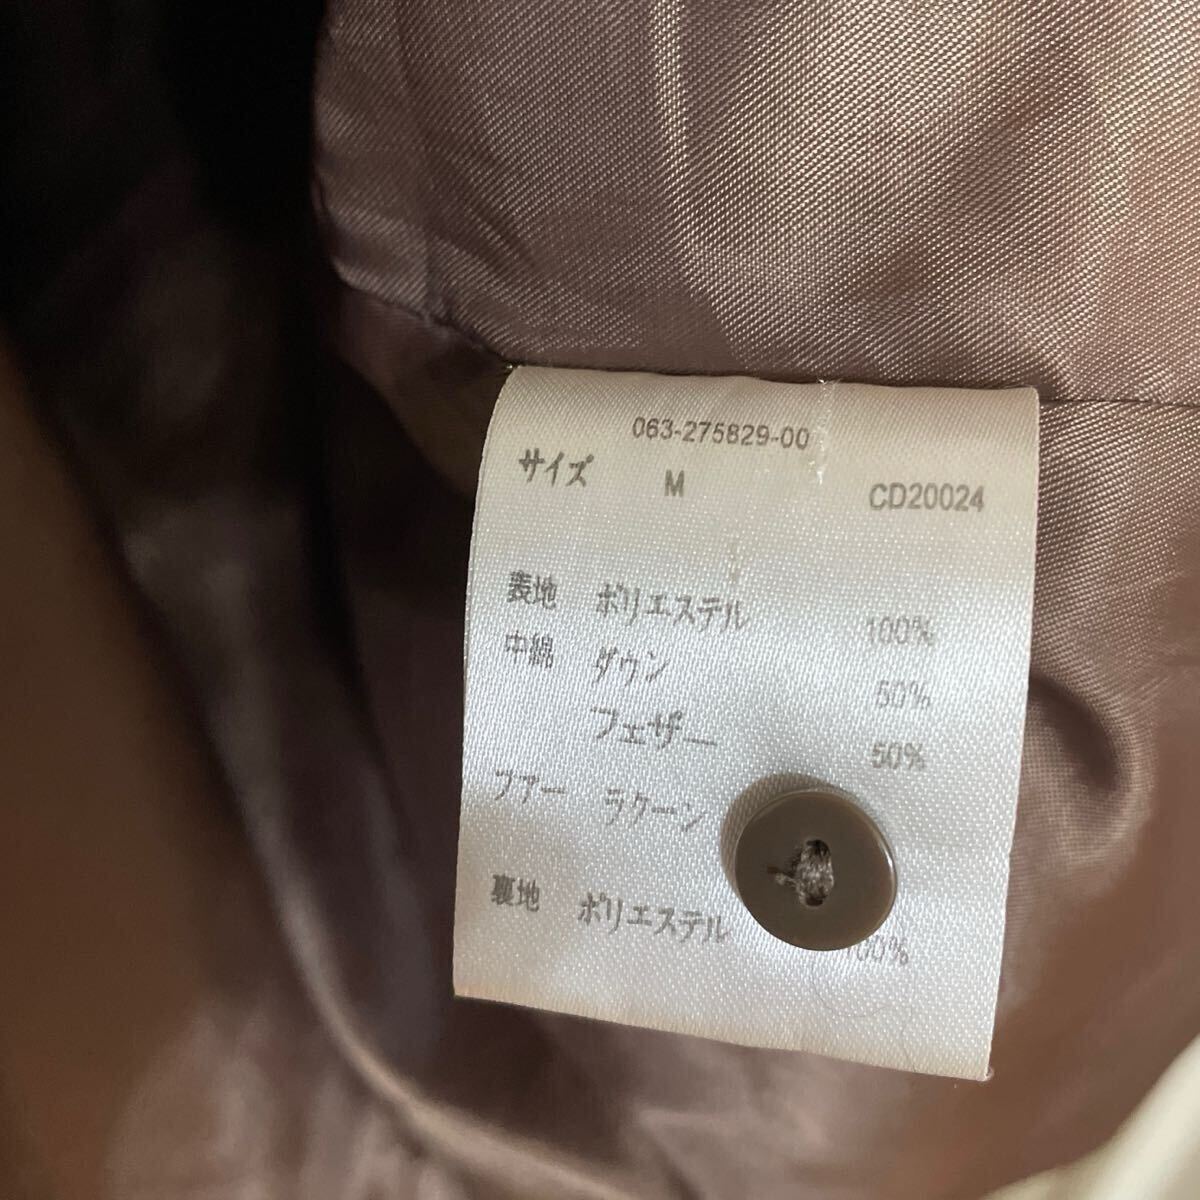 063-275829-00
サイズ M CD20024
表地 ポリエステル 100%
中綿 ダウン 50%
フェザー 50%
ファー ラクーン
裏地 ポリエステル 100%